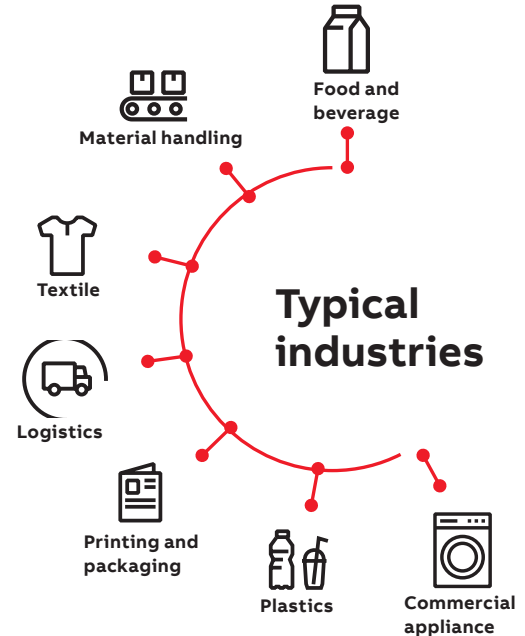 Food and
beverage
Material handling
Textile
Typical
industries
Logistics
Printing and
packaging
Plastics
Commercial
appliance